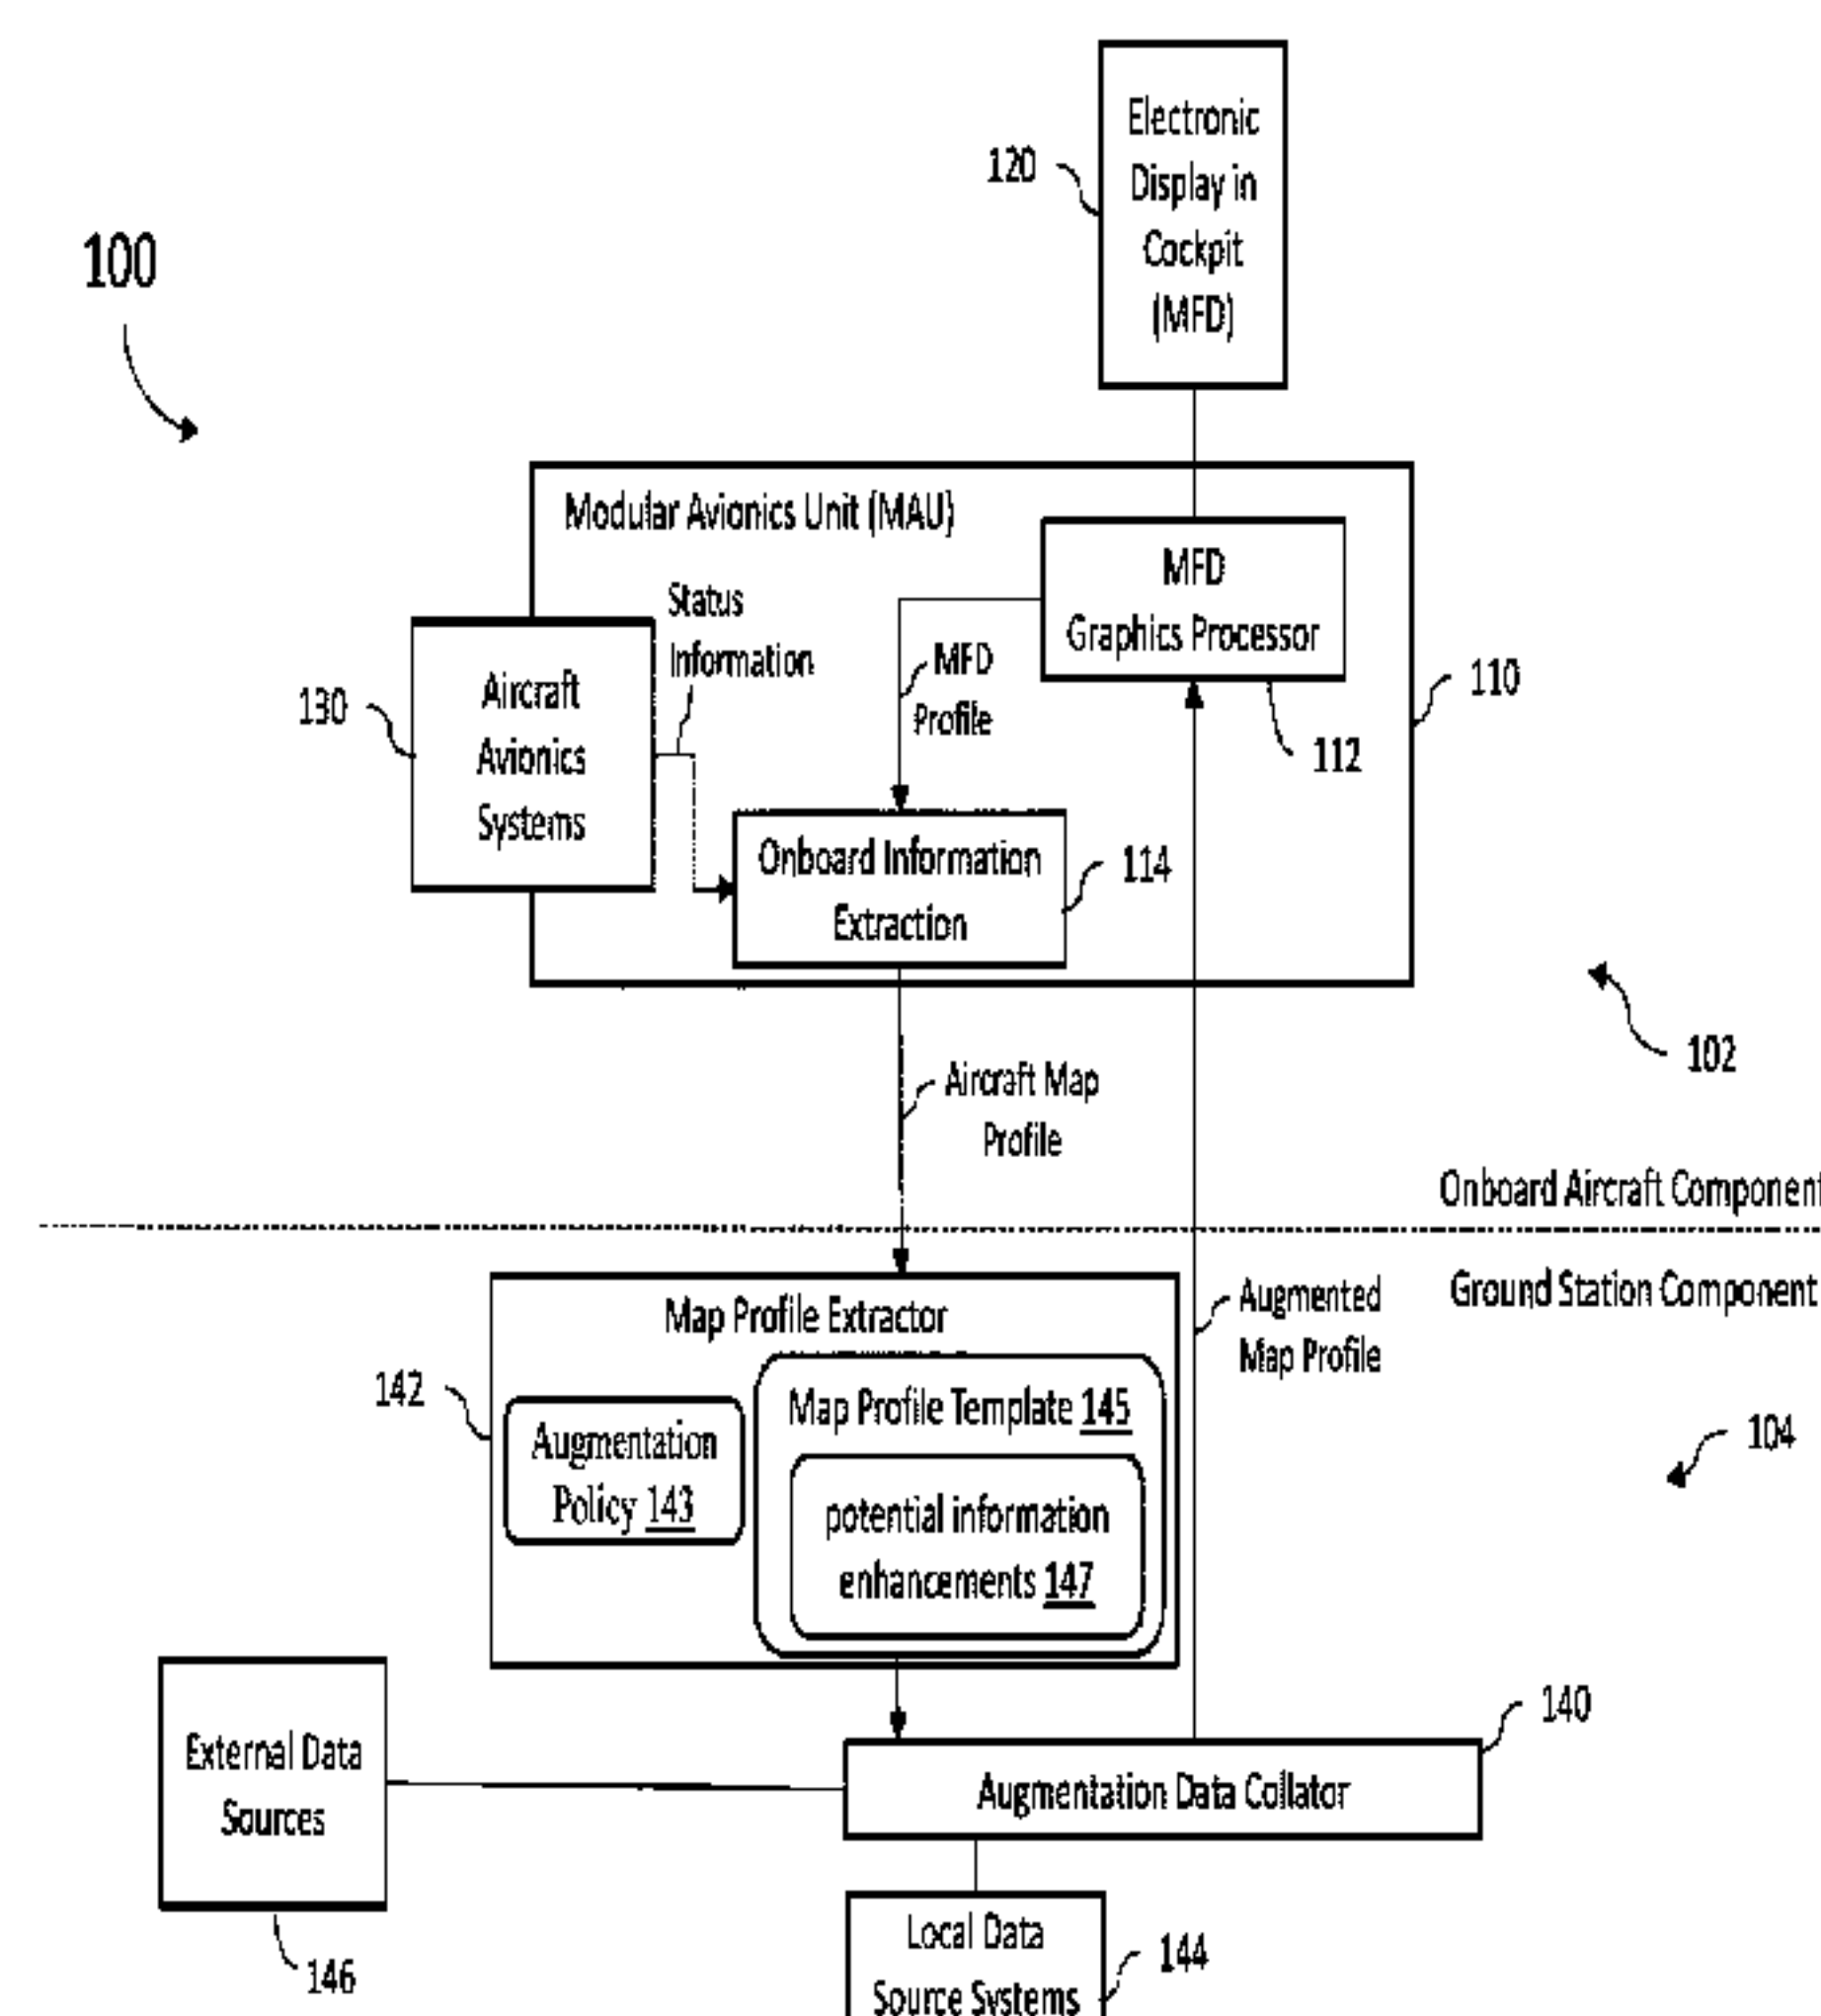 Electronic
Display in
Cockpit
(MFD)
120
100
Modular Avionics Unit (MAU)
MFD
Graphics Processor
Status
Information
MFD
Profile
110
112
130
Aircraft
Avionics
Systems
Onboard Information
Extraction
114
102
Aircraft Map
Profile
Onboard Aircraft Component
Ground Station Component
Map Profile Extractor
Augmented
Map Profile
142
Map Profile Template 145
Augmentation
Policy 143
potential information
enhancements 147
104
140
External Data
Sources
Augmentation Data Collator
146
Local Data
Source Systems
144